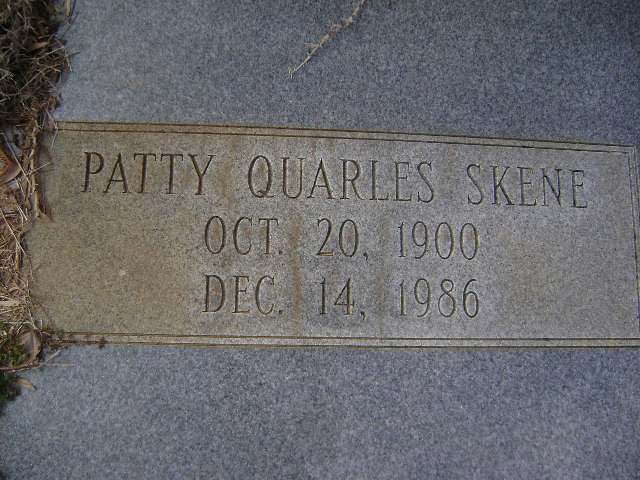 PATTY QUARLES SKENE
OCT. 20, 1900
DEC. 14, 1986